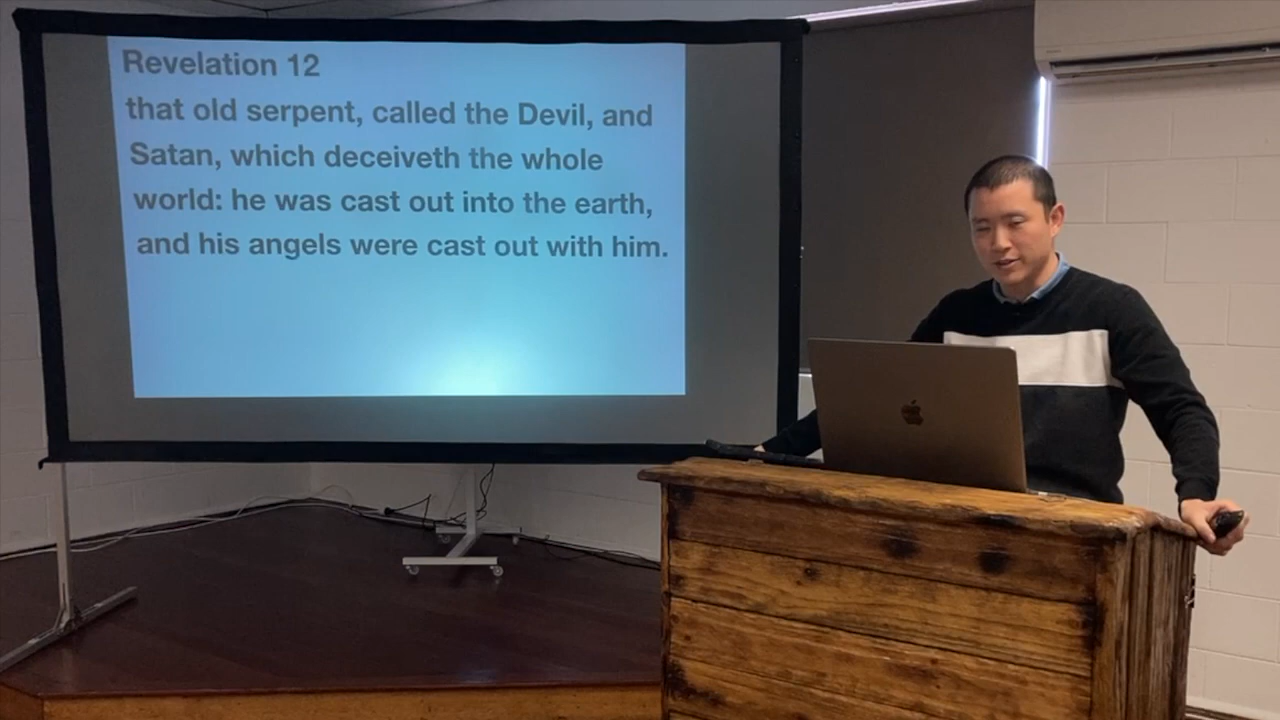 Revelation 12
that old serpent, called the Devil, and
Satan, which deceiveth the whole
world: he was cast out into the earth,
and his angels were cast out with him.